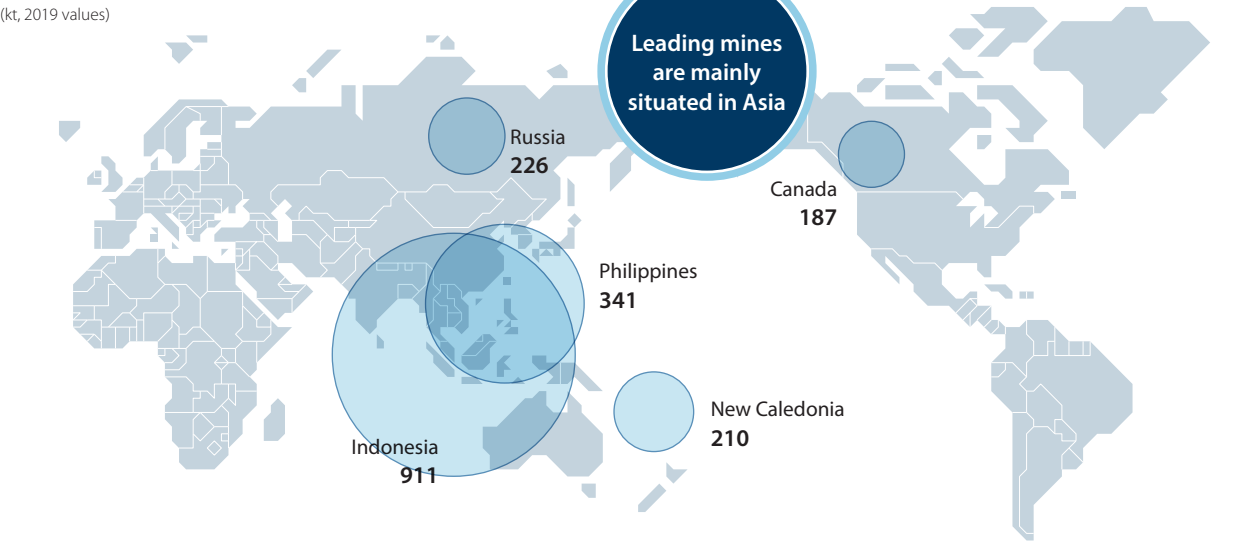 (kt, 2019 values)
Leading mines
are mainly
situated in Asia
Russia
226
Canada
187
Philippines
341
New Caledonia
210
Indonesia
911